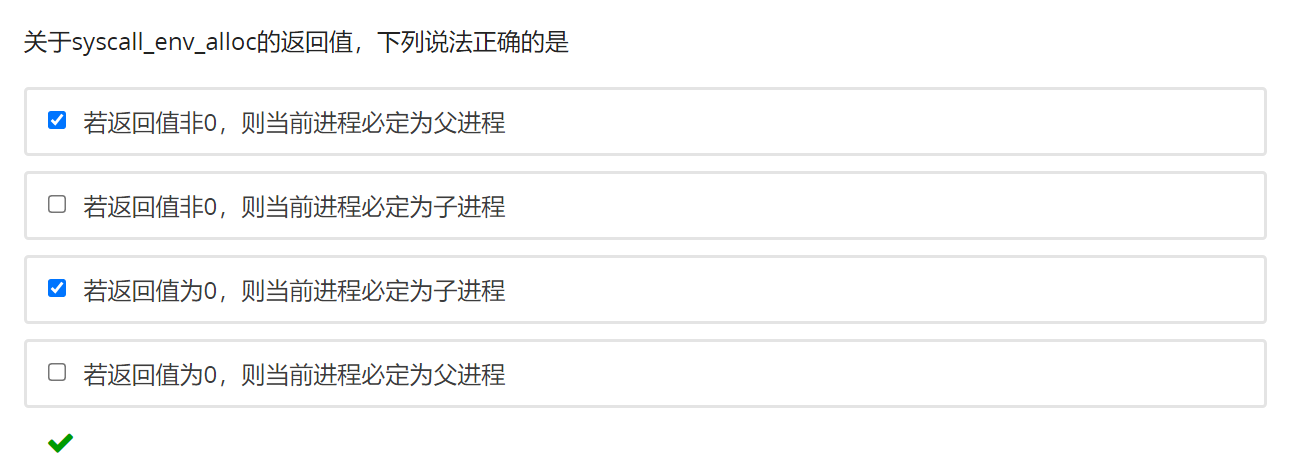 关于syscall_env_alloc的返回值，下列说法正确的是
若返回值非0，则当前进程必定为父进程
若返回值非0，则当前进程必定为子进程
若返回值为0，则当前进程必定为子进程
若返回值为0，则当前进程必定为父进程